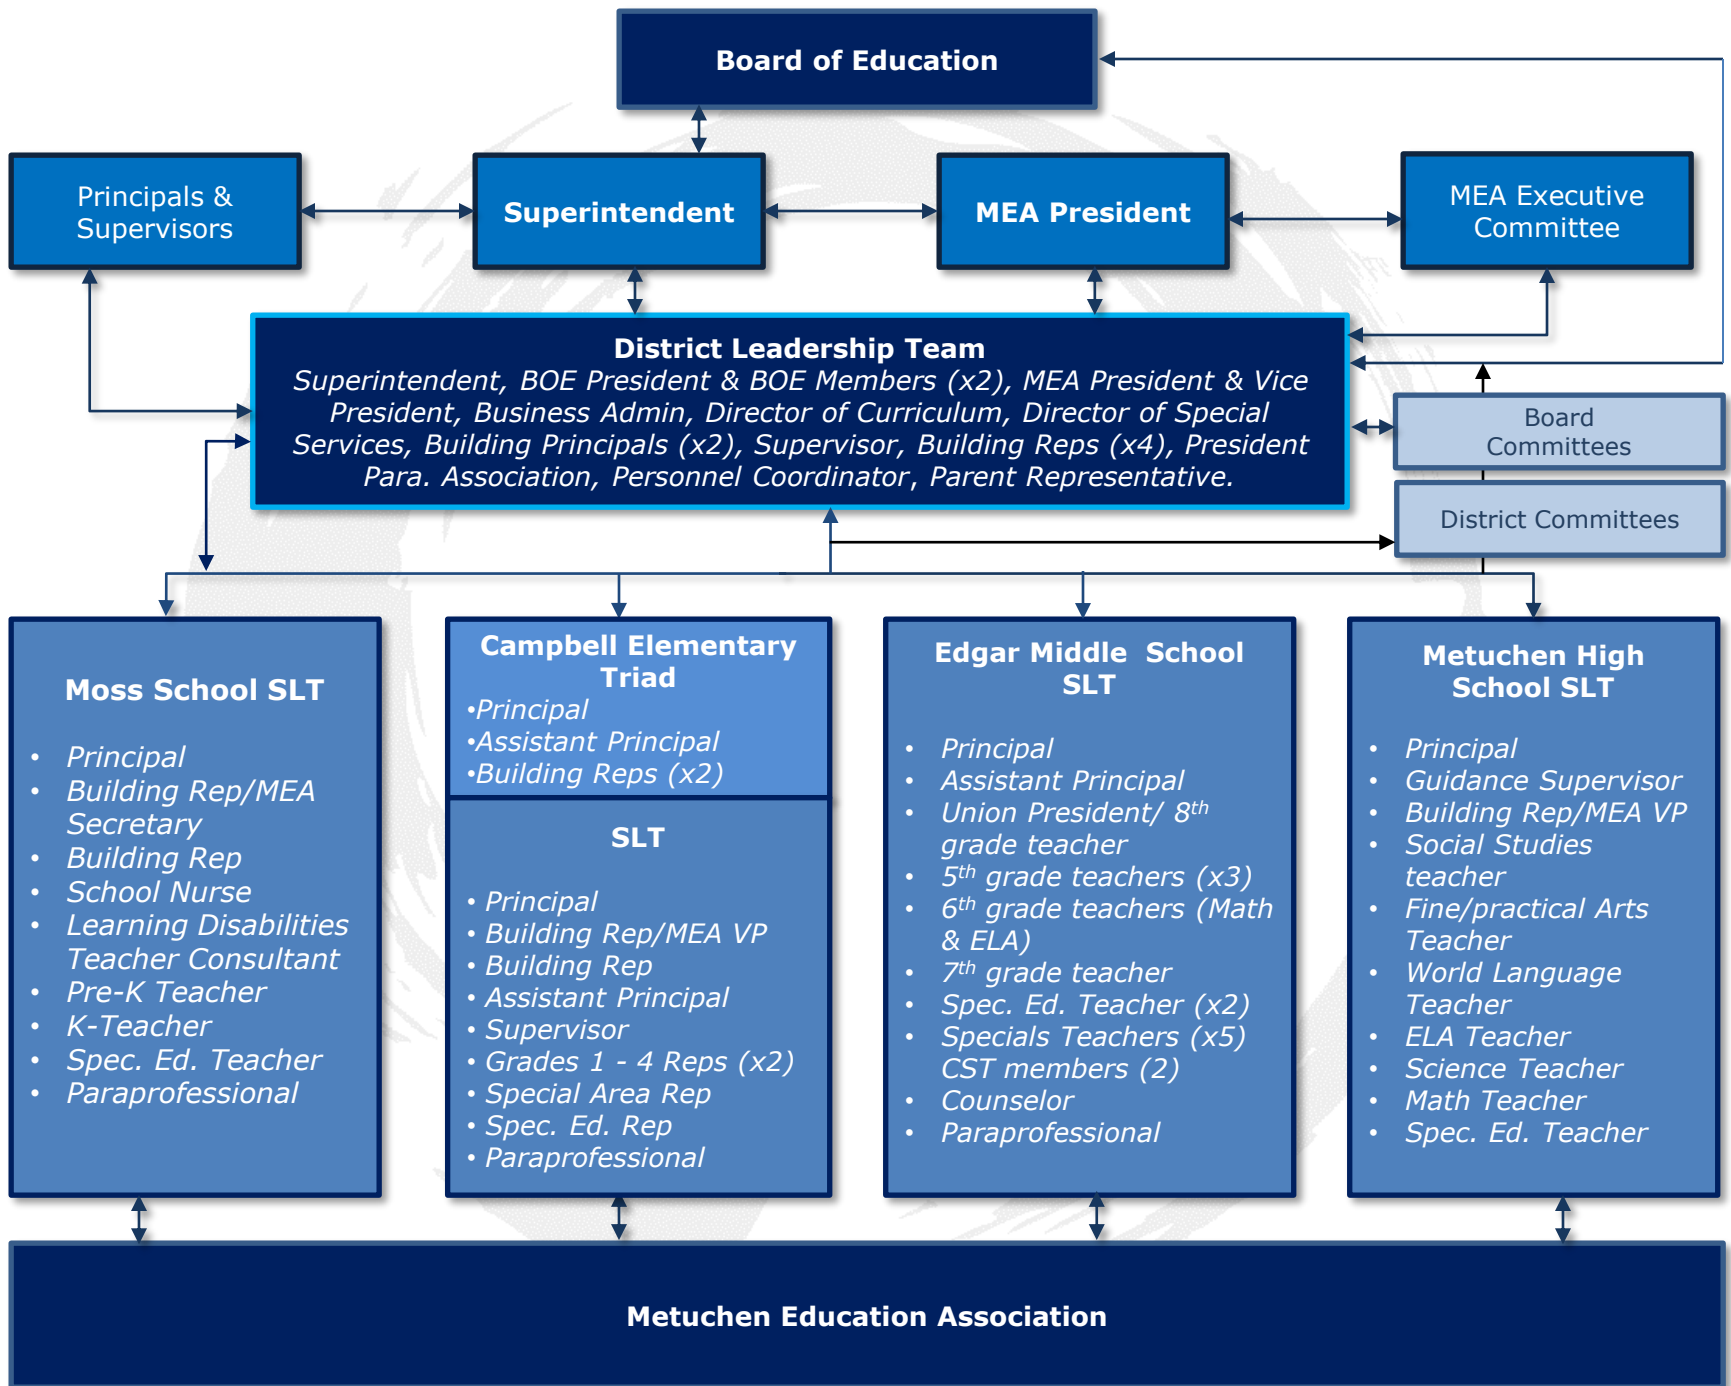 Board of Education
Principals &
Supervisors
Superintendent
MEA President
MEA Executive
Committee
District Leadership Team
Superintendent, BOE President & BOE Members (x2), MEA President & Vice
President, Business Admin, Director of Curriculum, Director of Special
Services, Building Principals (x2), Supervisor, Building Reps (x4), President
Para. Association, Personnel Coordinator, Parent Representative.
Board
Committees
District Committees
Moss School SLT
• Principal
• Building Rep/MEA
Secretary
• Building Rep
• School Nurse
• Learning Disabilities
Teacher Consultant
• Pre-K Teacher
• K-Teacher
• Spec. Ed. Teacher
• Paraprofessional
Campbell Elementary
Triad
•Principal
•Assistant Principal
•Building Reps (x2)
SLT
• Principal
• Building Rep/MEA VP
• Building Rep
• Assistant Principal
• Supervisor
• Grades 1 - 4 Reps (x2)
• Special Area Rep
• Spec. Ed. Rep
• Paraprofessional
Edgar Middle School
SLT
• Principal
• Assistant Principal
• Union President/ 8th
grade teacher
• 5th grade teachers (x3)
• 6th grade teachers (Math
& ELA)
• 7th grade teacher
• Spec. Ed. Teacher (x2)
• Specials Teachers (x5)
CST members (2)
• Counselor
• Paraprofessional
Metuchen High
School SLT
• Principal
• Guidance Supervisor
• Building Rep/MEA VP
• Social Studies
teacher
• Fine/practical Arts
Teacher
• World Language
Teacher
• ELA Teacher
• Science Teacher
• Math Teacher
• Spec. Ed. Teacher
Metuchen Education Association